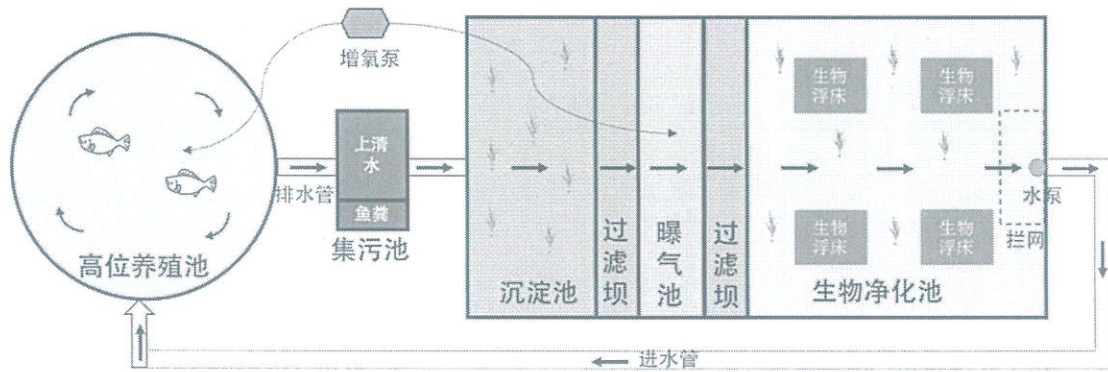 增氧泵
生物
浮床
生物
浮床
上清
水
鱼粪
排水管
集污池
高位养殖池
沉淀池
过滤坝
曝气池
过滤坝
生物
浮床
生物
浮床
生物净化池
水泵
拦网
进水管